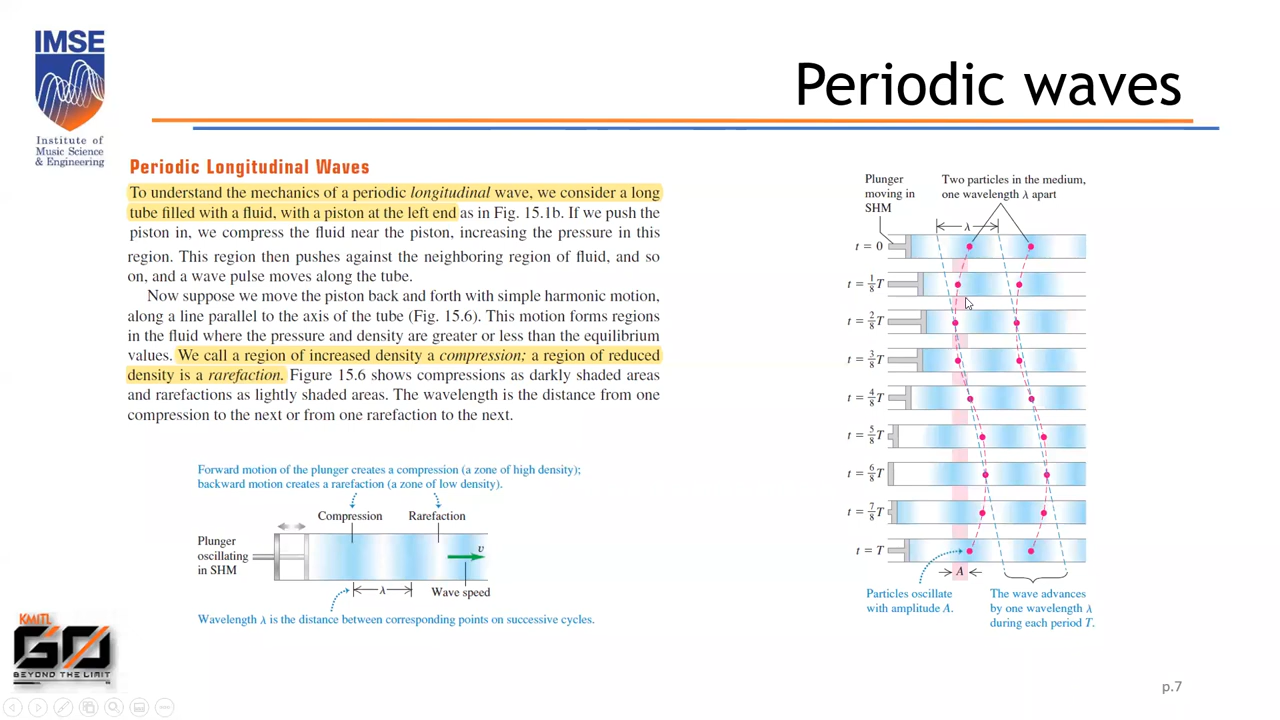 IMSE
Institute of
Music Science
& Engineering
Periodic waves
Periodic Longitudinal Waves
To understand the mechanics of a periodic longitudinal wave, we consider a long
tube filled with a fluid, with a piston at the left end as in Fig. 15.1b. If we push the
piston in, we compress the fluid near the piston, increasing the pressure in this
region. This region then pushes against the neighboring region of fluid, and so
on, and a wave pulse moves along the tube.
Now suppose we move the piston back and forth with simple harmonic motion,
along a line parallel to the axis of the tube (Fig. 15.6). This motion forms regions
in the fluid where the pressure and density are greater or less than the equilibrium
values. We call a region of increased density a compression; a region of reduced
density is a rarefaction. Figure 15.6 shows compressions as darkly shaded areas
and rarefactions as lightly shaded areas. The wavelength is the distance from one
compression to the next or from one rarefaction to the next.
Forward motion of the plunger creates a compression (a zone of high density);
backward motion creates a rarefaction (a zone of low density).
Compression Rarefaction
Plunger
oscillating
in SHM
v
λ
Wave speed
Wavelength λ is the distance between corresponding points on successive cycles.
Plunger
moving in
SHM
Two particles in the medium,
one wavelength λ apart
λ
t = 0
t = 1/8 T
t = 2/8 T
t = 3/8 T
t = 4/8 T
t = 5/8 T
t = 6/8 T
t = 7/8 T
t = T
A
Particles oscillate
with amplitude A.
The wave advances
by one wavelength λ
during each period T.
KMITL
GO
BEYOND THE LIMIT
p.7